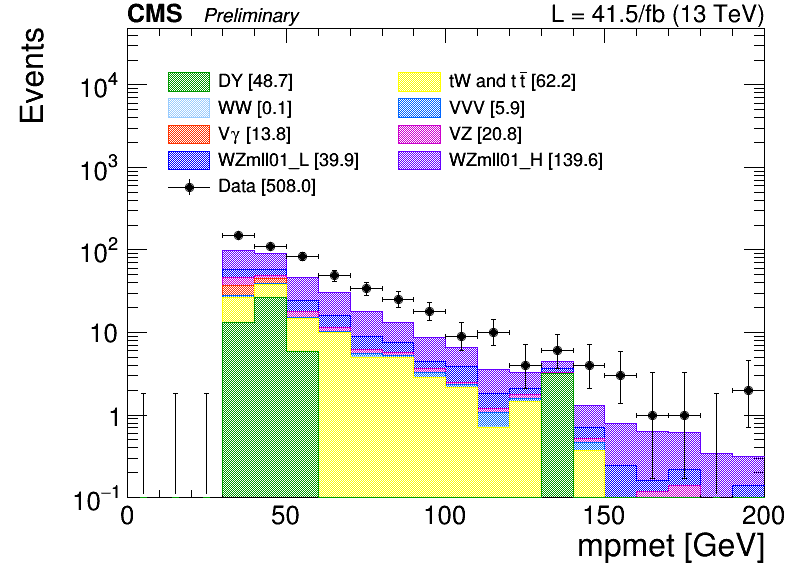 CMS Preliminary L = 41.5/fb (13 TeV)
Events
DY [48.7] tW and tt̄ [62.2]
WW [0.1] VVV [5.9]
Vγ [13.8] VZ [20.8]
WZmll01_L [39.9] WZmll01_H [139.6]
Data [508.0]
10⁴
10³
10²
10
1
10⁻¹
0 50 100 150 200
mpmet [GeV]